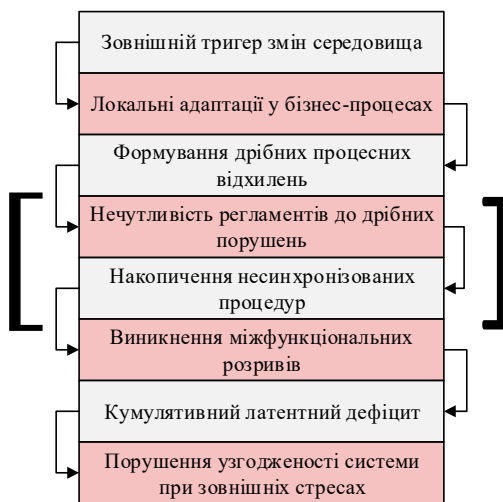 Зовнішній тригер змін середовища
Локальні адаптації у бізнес-процесах
Формування дрібних процесних
відхилень
Нечутливість регламентів до дрібних
порушень
Накопичення несинхронізованих
процедур
Виникнення міжфункціональних
розривів
Кумулятивний латентний дефіцит
Порушення узгодженості системи
при зовнішніх стресах